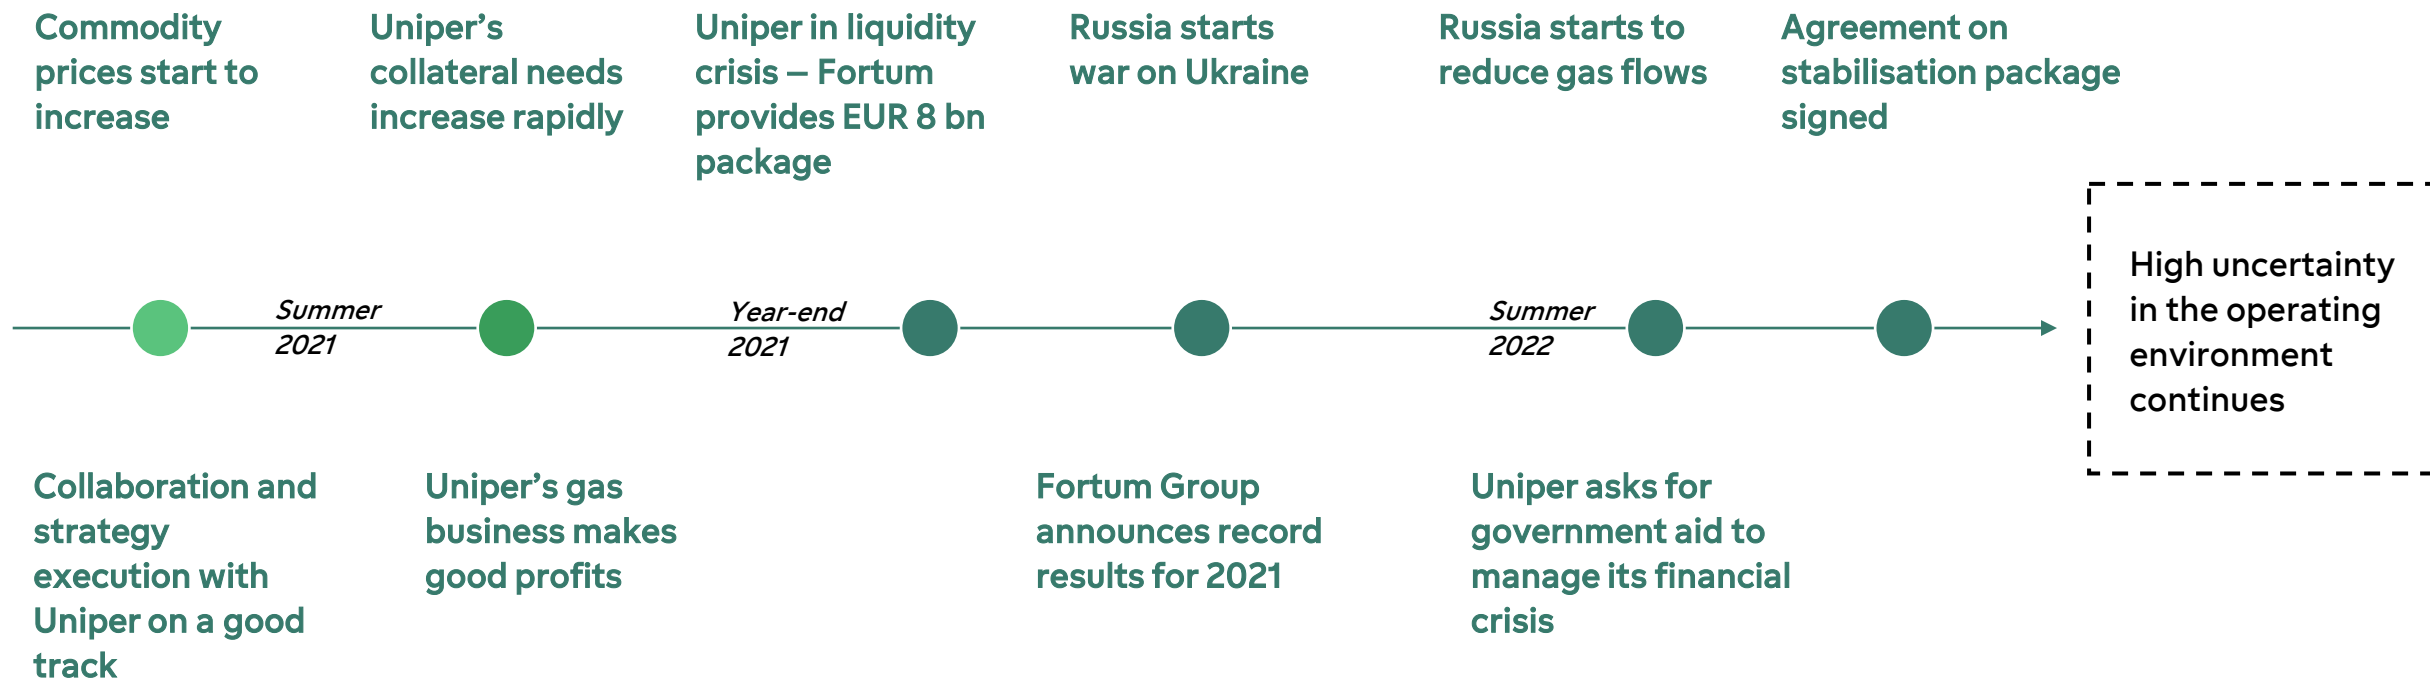 Commodity
prices start to
increase
Uniper’s
collateral needs
increase rapidly
Uniper in liquidity
crisis – Fortum
provides EUR 8 bn
package
Russia starts
war on Ukraine
Russia starts to
reduce gas flows
Agreement on
stabilisation package
signed
Summer
2021
Year-end
2021
Summer
2022
High uncertainty
in the operating
environment
continues
Collaboration and
strategy
execution with
Uniper on a good
track
Uniper’s gas
business makes
good profits
Fortum Group
announces record
results for 2021
Uniper asks for
government aid to
manage its financial
crisis